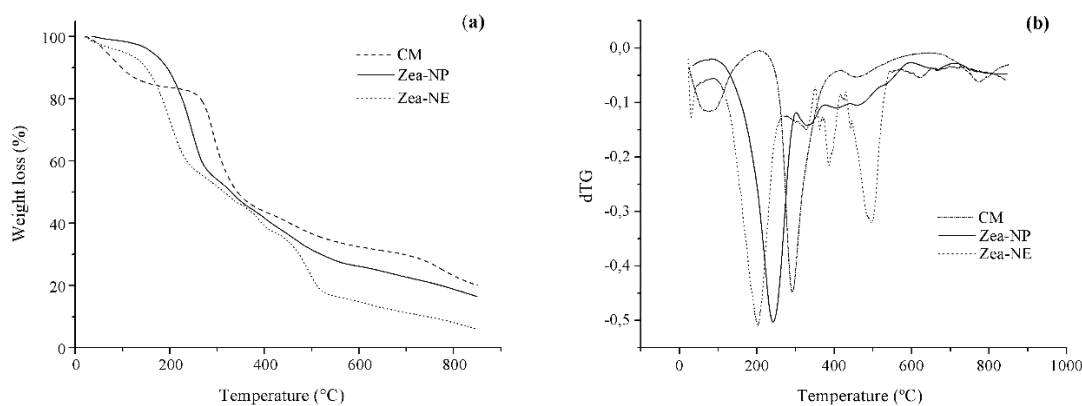 (a)
100
80
60
40
20
0
Weight loss (%)
CM
Zea-NP
Zea-NE
0 200 400 600 800
Temperature (°C)
(b)
0,0
-0,1
-0,2
-0,3
-0,4
-0,5
dTG
CM
Zea-NP
Zea-NE
0 200 400 600 800 1000
Temperature (ºC)